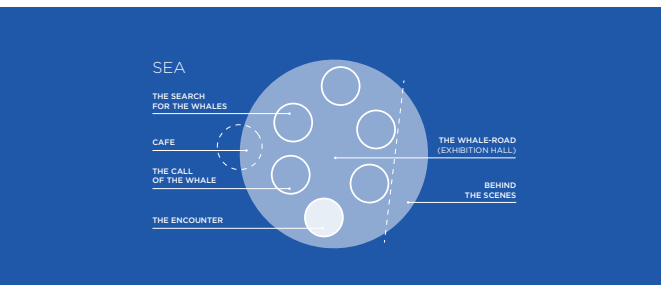 SEA
THE SEARCH
FOR THE WHALES
CAFE
THE CALL
OF THE WHALE
THE ENCOUNTER
THE WHALE-ROAD
(EXHIBITION HALL)
BEHIND
THE SCENES